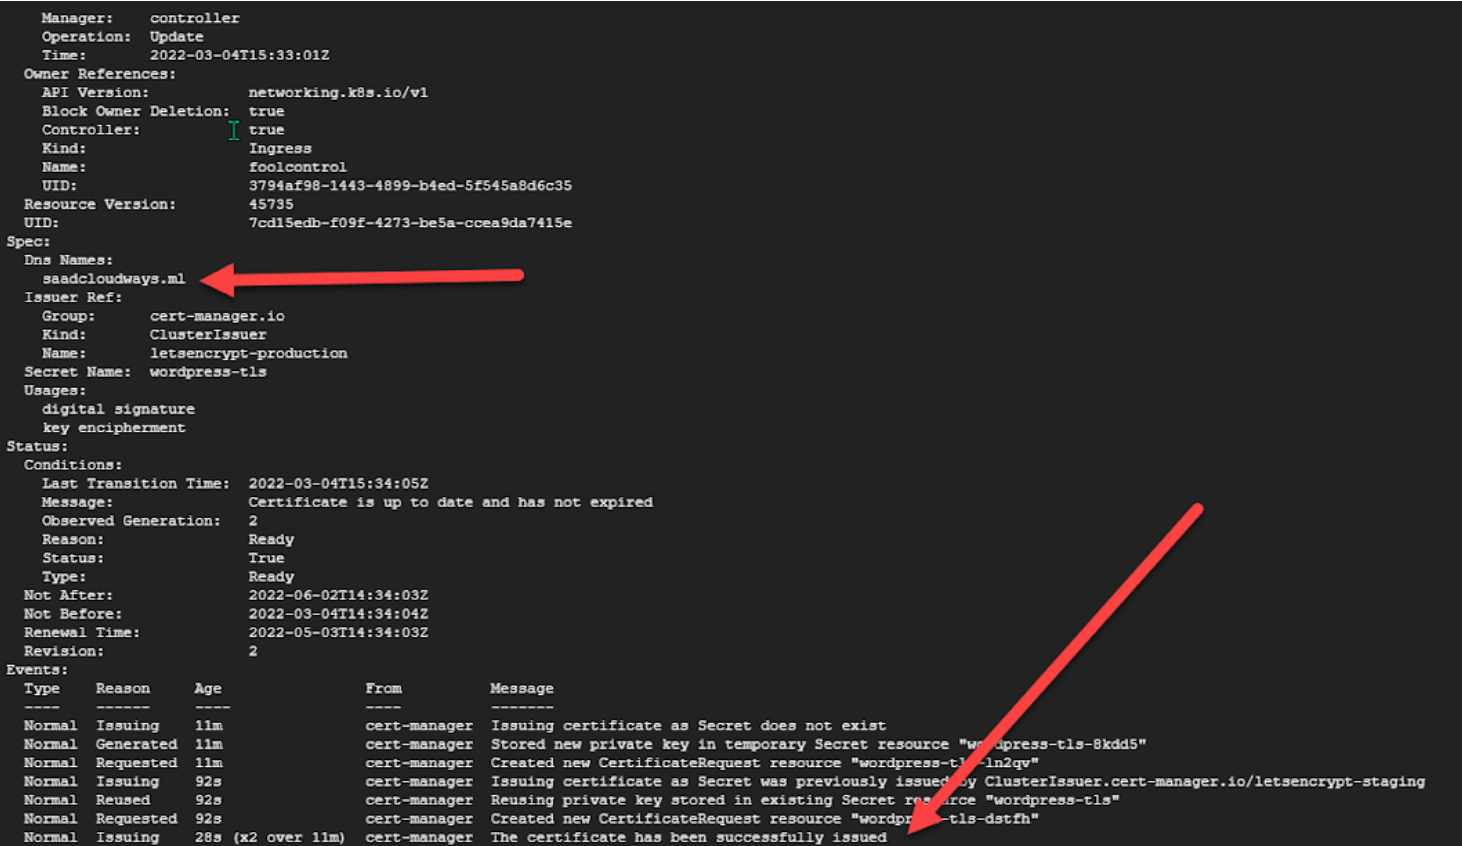 Manager: controller
Operation: Update
Time: 2022-03-04T15:33:01Z
Owner References:
API Version: networking.k8s.io/v1
Block Owner Deletion: true
Controller: true
Kind: Ingress
Name: foolcontrol
UID: 3794af98-1443-4899-b4ed-5f545a8d6c35
Resource Version: 45735
UID: 7cd15edb-f09f-4273-be5a-ccea9da7415e
Spec:
Dns Names:
saadcloudways.ml
Issuer Ref:
Group: cert-manager.io
Kind: ClusterIssuer
Name: letsencrypt-production
Secret Name: wordpress-tls
Usages:
digital signature
key encipherment
Status:
Conditions:
Last Transition Time: 2022-03-04T15:34:05Z
Message: Certificate is up to date and has not expired
Observed Generation: 2
Reason: Ready
Status: True
Type: Ready
Not After: 2022-06-02T14:34:03Z
Not Before: 2022-03-04T14:34:04Z
Renewal Time: 2022-05-03T14:34:03Z
Revision: 2
Events:
Type Reason Age From Message
---- ------ ---- ---- -------
Normal Issuing 11m cert-manager Issuing certificate as Secret does not exist
Normal Generated 11m cert-manager Stored new private key in temporary Secret resource "wordpress-tls-8kdd5"
Normal Requested 11m cert-manager Created new CertificateRequest resource "wordpress-tls-ln2qv"
Normal Issuing 92s cert-manager Issuing certificate as Secret was previously issued by ClusterIssuer.cert-manager.io/letsencrypt-staging
Normal Reused 92s cert-manager Reusing private key stored in existing Secret resource "wordpress-tls"
Normal Requested 92s cert-manager Created new CertificateRequest resource "wordpress-tls-dstfh"
Normal Issuing 28s (x2 over 11m) cert-manager The certificate has been successfully issued